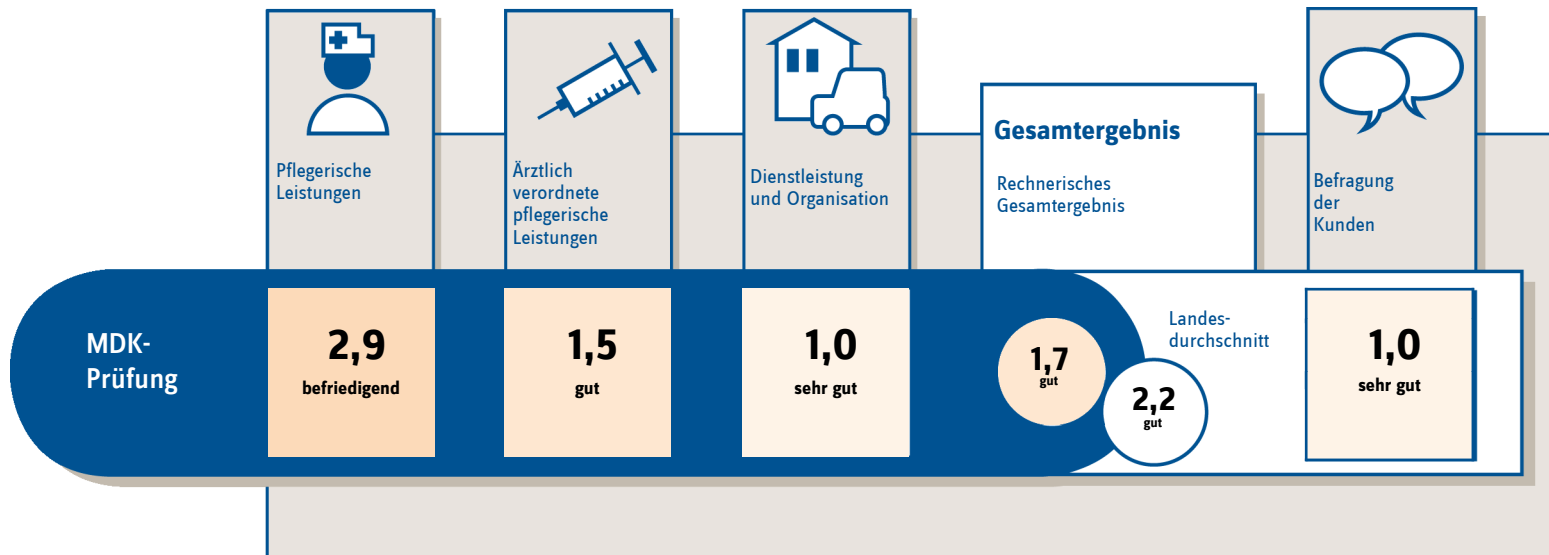 Pflegerische
Leistungen
Ärztlich
verordnete
pflegerische
Leistungen
Dienstleistung
und Organisation
Gesamtergebnis
Rechnerisches
Gesamtergebnis
Befragung
der
Kunden
MDK-
Prüfung
2,9
befriedigend
1,5
gut
1,0
sehr gut
1,7
gut
Landes-
durchschnitt
2,2
gut
1,0
sehr gut